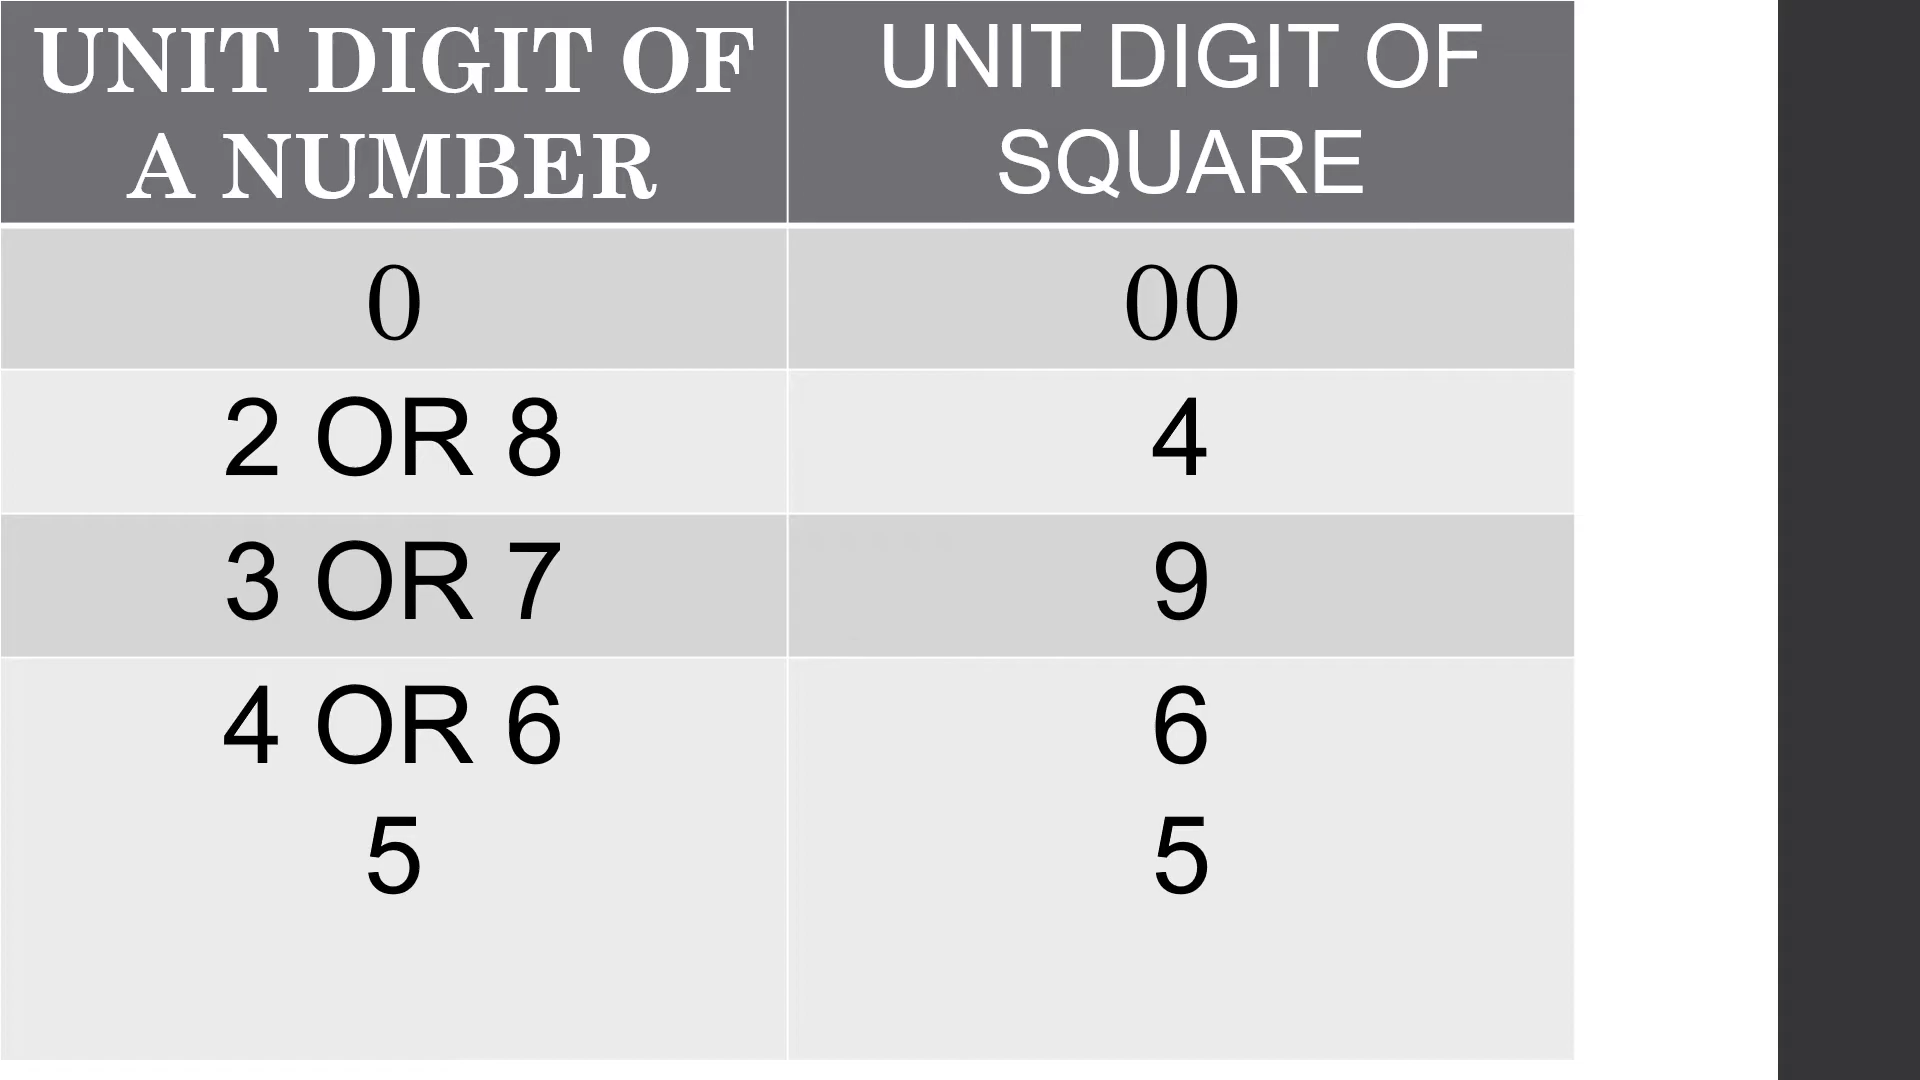 UNIT DIGIT OF
A NUMBER
UNIT DIGIT OF
SQUARE
0
00
2 OR 8
4
3 OR 7
9
4 OR 6
6
5
5